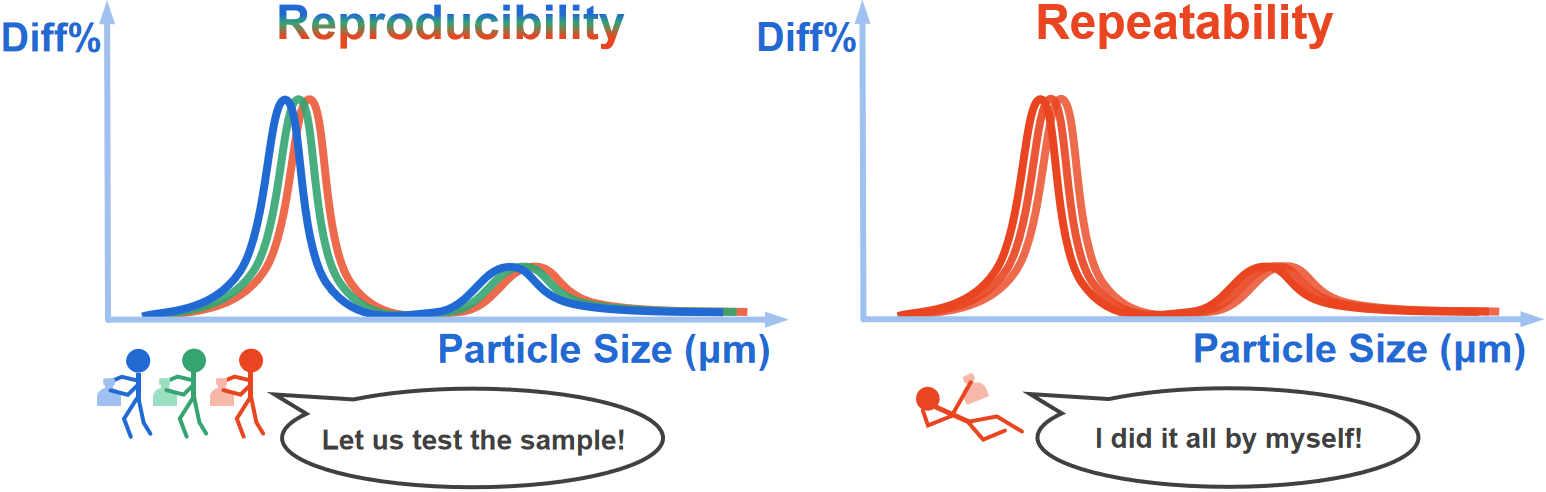 Reproducibility
Diff%
Particle Size (μm)
Let us test the sample!
Repeatability
Diff%
Particle Size (μm)
I did it all by myself!